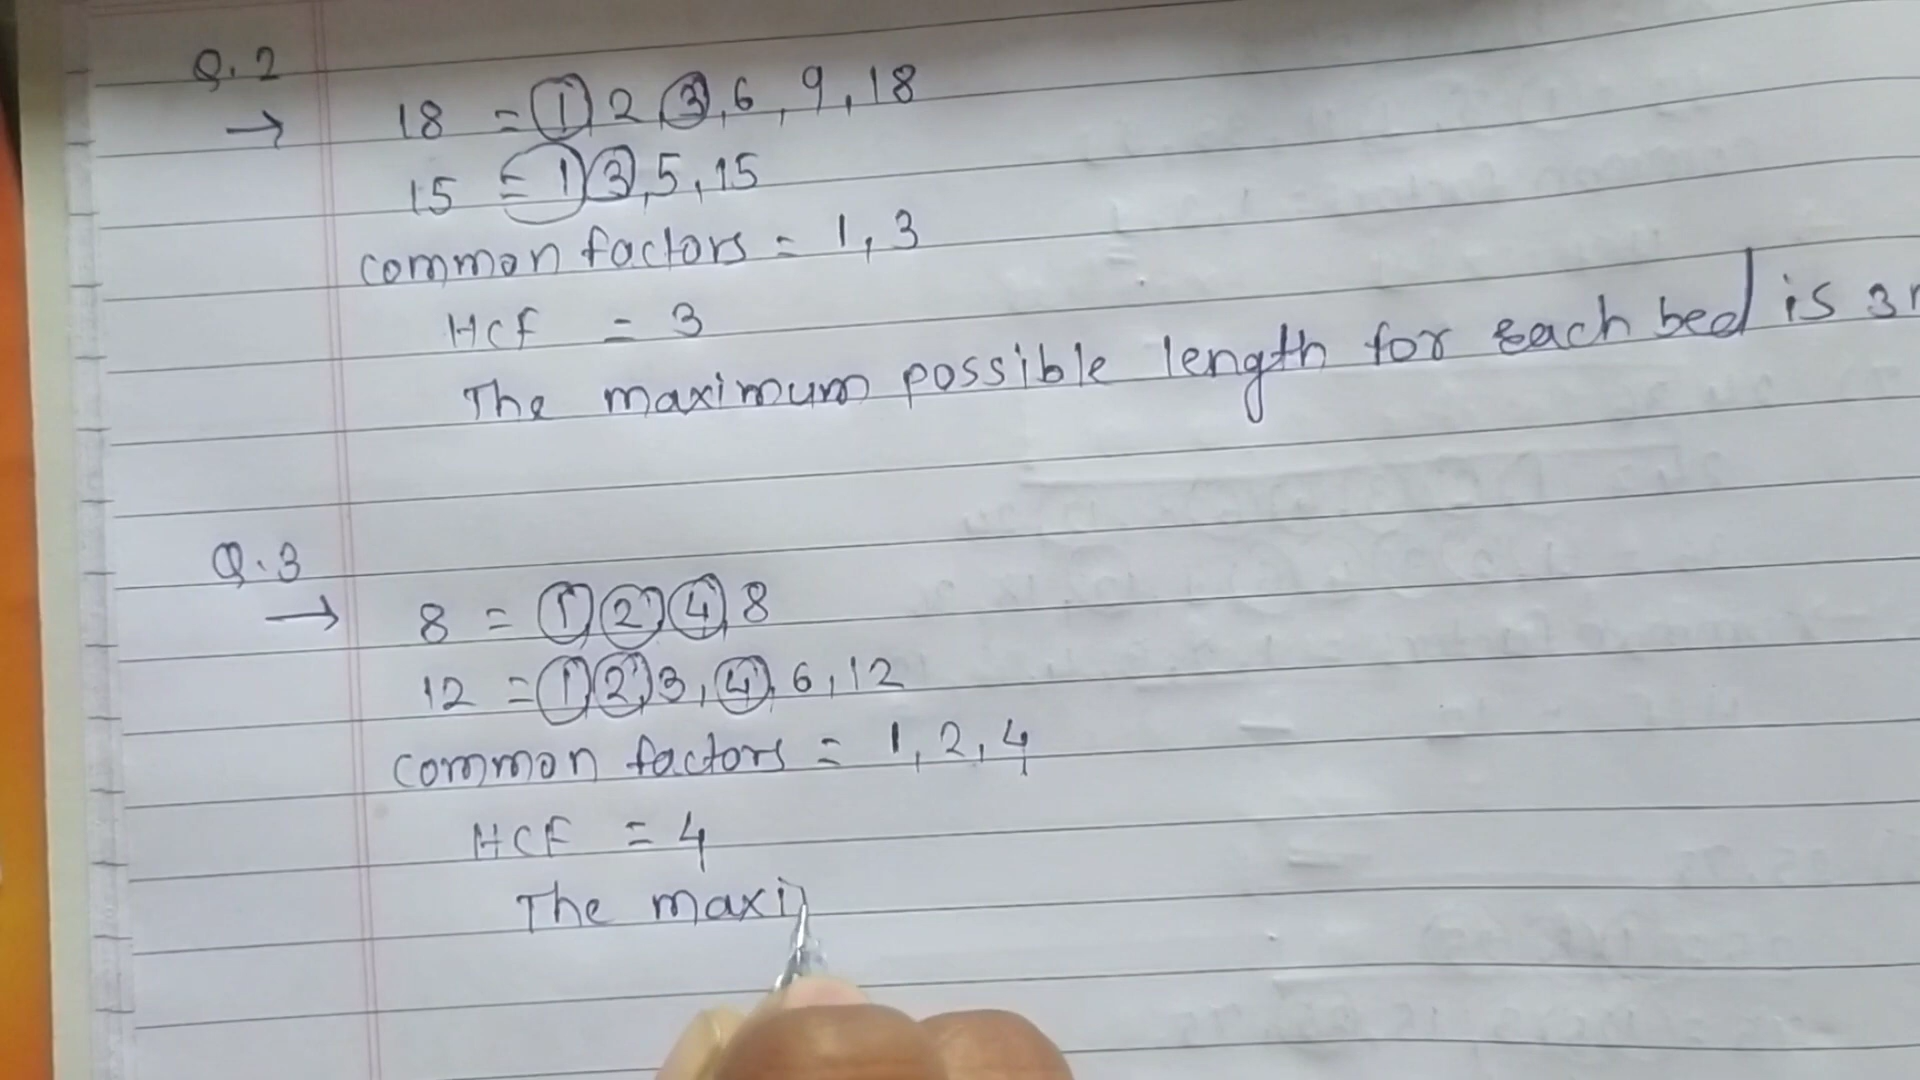 Q.2
→ 18 = 1, 2, 3, 6, 9, 18
15 = 1, 3, 5, 15
common factors = 1, 3
HCF = 3
The maximum possible length for each bed is 3
Q.3
→ 8 = 1, 2, 4, 8
12 = 1, 2, 3, 4, 6, 12
common factors = 1, 2, 4
HCF = 4
The maxi